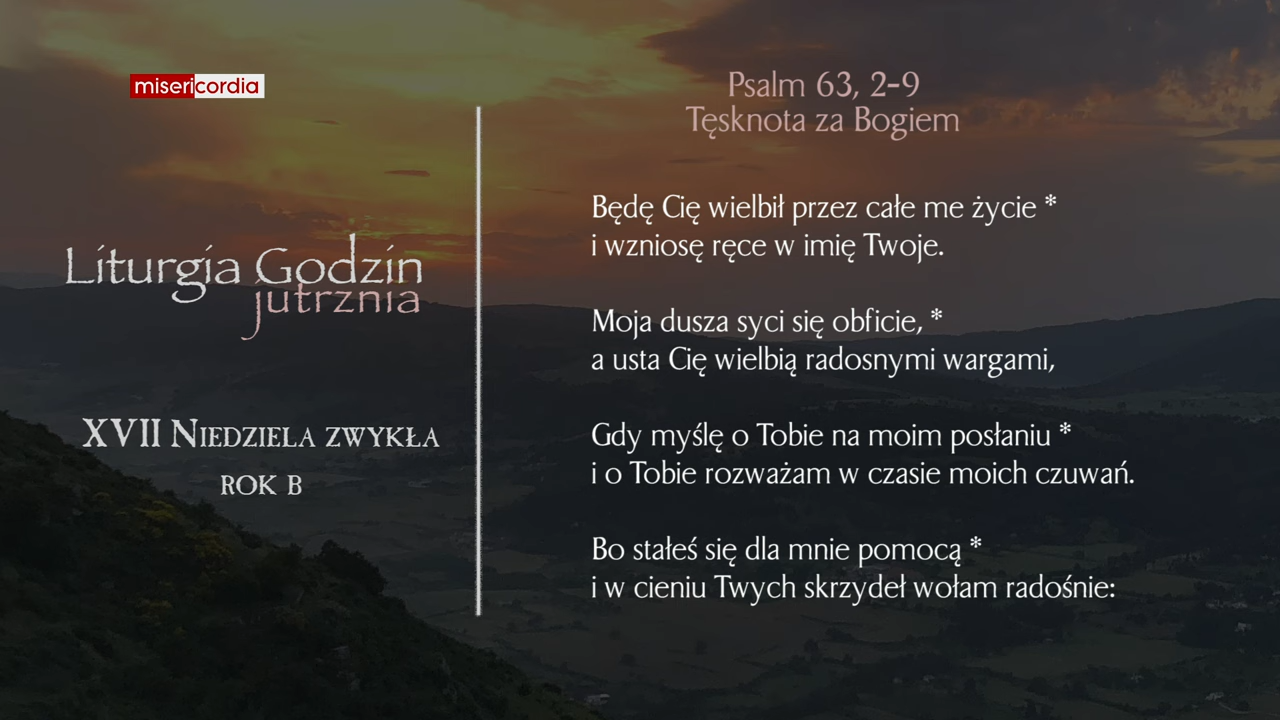 misericordia
Liturgia Godzin
jutrznia
XVII Niedziela zwykła
rok B
Psalm 63, 2-9
Tęsknota za Bogiem
Będę Cię wielbił przez całe me życie *
i wzniosę ręce w imię Twoje.
Moja dusza syci się obficie, *
a usta Cię wielbią radosnymi wargami,
Gdy myślę o Tobie na moim posłaniu *
i o Tobie rozważam w czasie moich czuwań.
Bo stałeś się dla mnie pomocą *
i w cieniu Twych skrzydeł wołam radośnie: